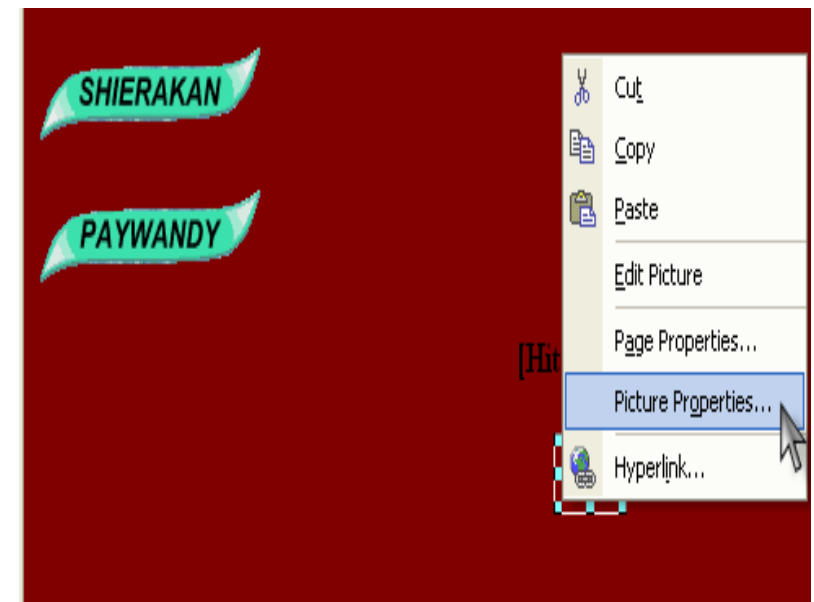 SHIERAKAN
PAYWANDY
Cut
Copy
Paste
Edit Picture
Page Properties...
[Hit
Picture Properties...
Hyperlink...